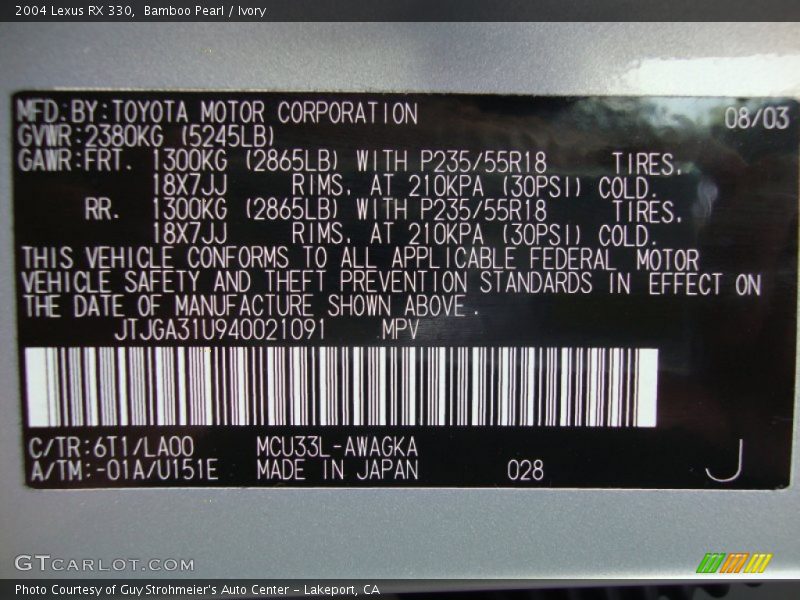 2004 Lexus RX 330, Bamboo Pearl / Ivory
MFD.BY:TOYOTA MOTOR CORPORATION 08/03
GVWR:2380KG (5245LB)
GAWR:FRT. 1300KG (2865LB) WITH P235/55R18 TIRES,
18X7JJ RIMS, AT 210KPA (30PSI) COLD.
RR. 1300KG (2865LB) WITH P235/55R18 TIRES,
18X7JJ RIMS, AT 210KPA (30PSI) COLD.
THIS VEHICLE CONFORMS TO ALL APPLICABLE FEDERAL MOTOR
VEHICLE SAFETY AND THEFT PREVENTION STANDARDS IN EFFECT ON
THE DATE OF MANUFACTURE SHOWN ABOVE.
JTJGA31U940021091 MPV
C/TR:6T1/LA00 MCU33L-AWAGKA
A/TM:-01A/U151E MADE IN JAPAN 028 J
GTCARLOT.COM
Photo Courtesy of Guy Strohmeier's Auto Center – Lakeport, CA